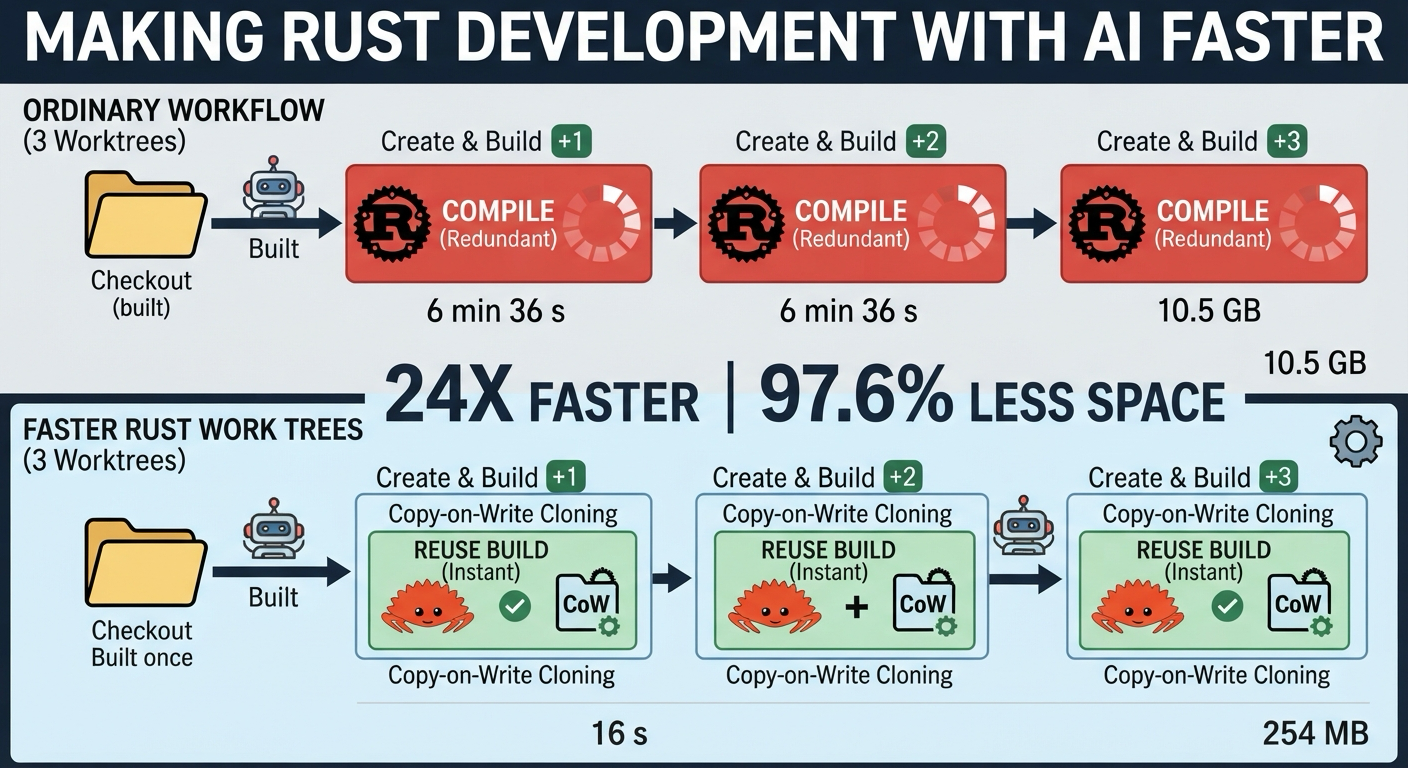 MAKING RUST DEVELOPMENT WITH AI FASTER
ORDINARY WORKFLOW
(3 Worktrees)
Checkout
(built)
Built
Create & Build +1
R
COMPILE
(Redundant)
6 min 36 s
Create & Build +2
R
COMPILE
(Redundant)
6 min 36 s
Create & Build +3
R
COMPILE
(Redundant)
10.5 GB
10.5 GB
24X FASTER | 97.6% LESS SPACE
FASTER RUST WORK TREES
(3 Worktrees)
Checkout
Built once
Built
Create & Build +1
Copy-on-Write Cloning
REUSE BUILD
(Instant)
CoW
Copy-on-Write Cloning
Create & Build +2
Copy-on-Write Cloning
REUSE BUILD
(Instant)
+
CoW
Copy-on-Write Cloning
Create & Build +3
Copy-on-Write Cloning
REUSE BUILD
(Instant)
CoW
Copy-on-Write Cloning
16 s
254 MB